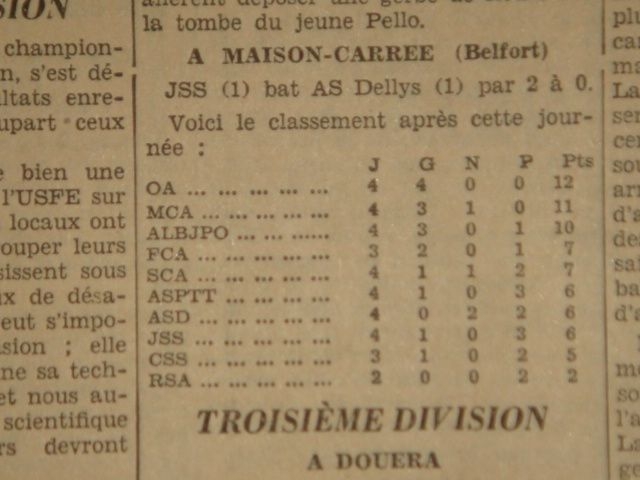 SION
champion-
n, s'est dé-
ultats enre-
upart ceux
e bien une
l'USFE sur
locaux ont
ouper leurs
sissent sous
ux de désa-
eut s'impo-
sion ; elle
ne sa tech-
et nous au-
scientifique
rs devront
la tombe du jeune Pello.
A MAISON-CARREE (Belfort)
JSS (1) bat AS Dellys (1) par 2 à 0.
Voici le classement après cette jour-
née :
J G N P Pts
OA ... ... ... ... ... 4 4 0 0 12
MCA ... ... ... ... ... 4 3 1 0 11
ALBJPO ... ... ...... 4 3 0 1 10
FCA ... ... ... ... ... 3 2 0 1 7
SCA ... ... ... ... ... 4 1 1 2 7
ASPTT ... ... ... ... 4 1 0 3 6
ASD ... ... ... ... ... 4 0 2 2 6
JSS ... ... ... ... ... 4 1 0 3 6
CSS ... ... ... ... ... 3 1 0 2 5
RSA ... ... ... ... ... 2 0 0 2 2
TROISIÈME DIVISION
A DOUERA